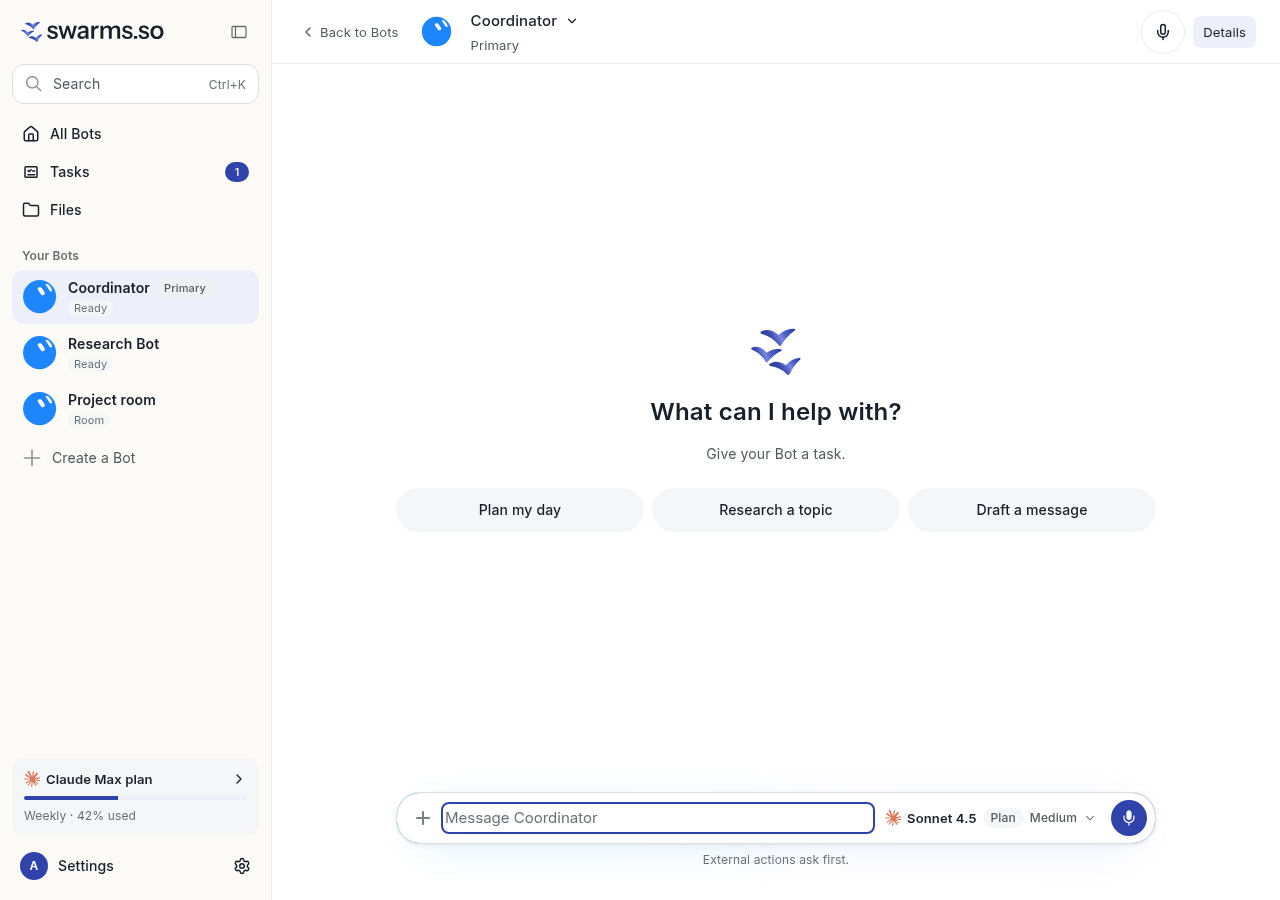 swarms.so
Search Ctrl+K
All Bots
Tasks 1
Files
Your Bots
Coordinator Primary
Ready
Research Bot
Ready
Project room
Room
Create a Bot
Claude Max plan
Weekly · 42% used
A Settings
Back to Bots
Coordinator
Primary
Details
What can I help with?
Give your Bot a task.
Plan my day
Research a topic
Draft a message
Message Coordinator
Sonnet 4.5 Plan Medium
External actions ask first.